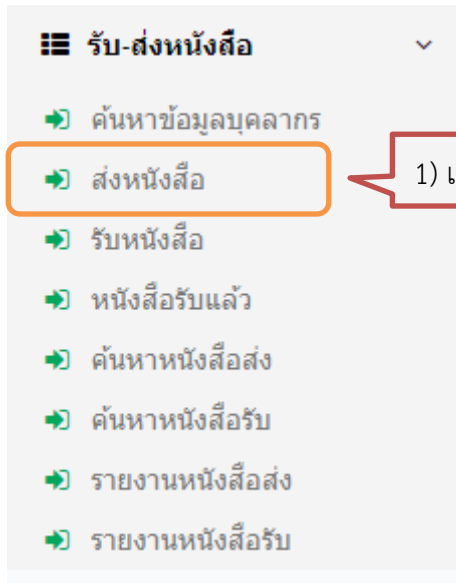 รับ-ส่งหนังสือ
ค้นหาข้อมูลบุคลากร
ส่งหนังสือ
1) เ
รับหนังสือ
หนังสือรับแล้ว
ค้นหาหนังสือส่ง
ค้นหาหนังสือรับ
รายงานหนังสือส่ง
รายงานหนังสือรับ